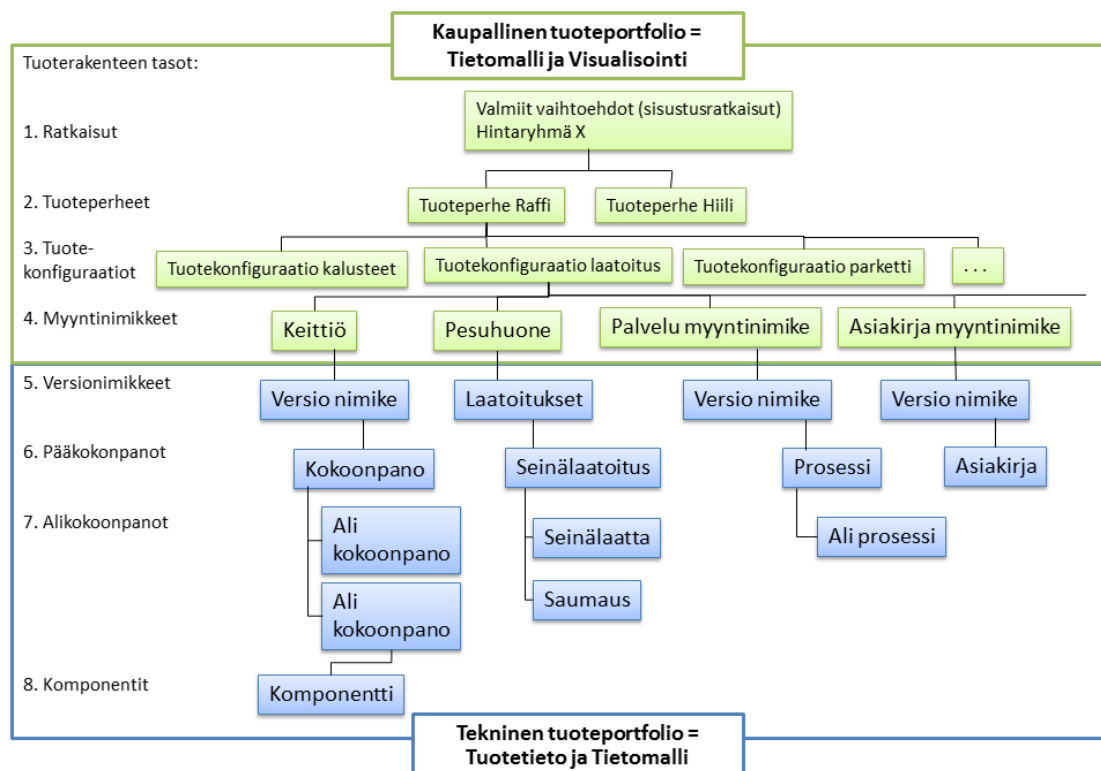 Kaupallinen tuoteportfolio =
Tietomalli ja Visualisointi
Tuoterakenteen tasot:
Valmiit vaihtoehdot (sisustusratkaisut)
Hintaryhmä X
1. Ratkaisut
2. Tuoteperheet
Tuoteperhe Raffi
Tuoteperhe Hiili
3. Tuote-
konfiguraatiot
Tuotekonfiguraatio kalusteet
Tuotekonfiguraatio laatoitus
Tuotekonfiguraatio parketti
. . .
4. Myyntinimikkeet
Keittiö
Pesuhuone
Palvelu myyntinimike
Asiakirja myyntinimike
5. Versionimikkeet
Versio nimike
Laatoitukset
Versio nimike
Versio nimike
6. Pääkokonpanot
Kokoonpano
Seinälaatoitus
Prosessi
Asiakirja
7. Alikokoonpanot
Ali
kokoonpano
Seinälaatta
Ali prosessi
Ali
kokoonpano
Saumaus
8. Komponentit
Komponentti
Tekninen tuoteportfolio =
Tuotetieto ja Tietomalli